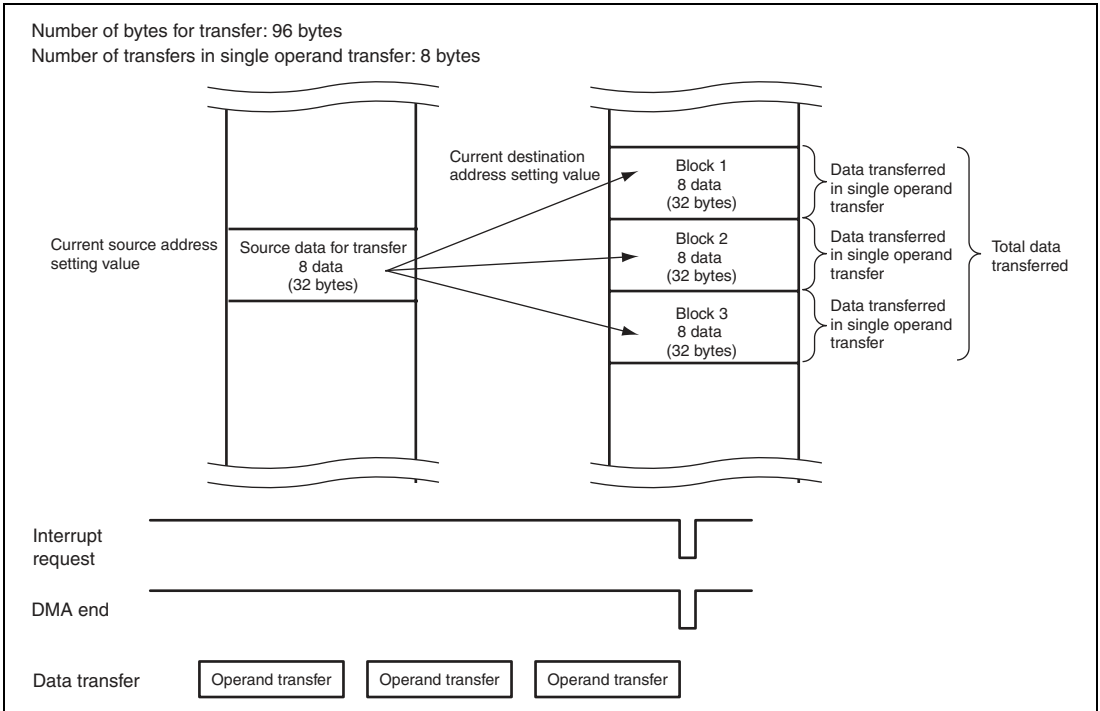 Number of bytes for transfer: 96 bytes
Number of transfers in single operand transfer: 8 bytes
Current source address
setting value
Source data for transfer
8 data
(32 bytes)
Current destination
address setting value
Block 1
8 data
(32 bytes)
Data transferred
in single operand
transfer
Block 2
8 data
(32 bytes)
Data transferred
in single operand
transfer
Block 3
8 data
(32 bytes)
Data transferred
in single operand
transfer
Total data
transferred
Interrupt
request
DMA end
Data transfer
Operand transfer
Operand transfer
Operand transfer